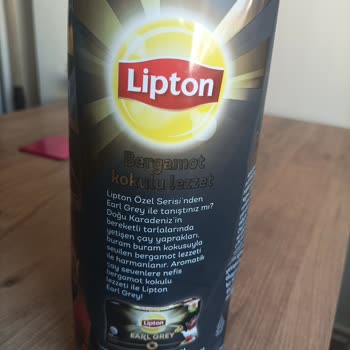 Lipton
Bergamot
kokulu lezzet
Lipton Özel Serisi'nden
Earl Grey ile tanıştınız mı?
Doğu Karadeniz'in
bereketli tarlalarında
yetişen çay yaprakları,
buram buram kokusuyla
sevilen bergamot lezzeti
ile harmanlanır. Aromatik
çay sevenlere nefis
bergamot kokulu
lezzeti ile Lipton
Earl Grey!
Lipton
EARL GREY